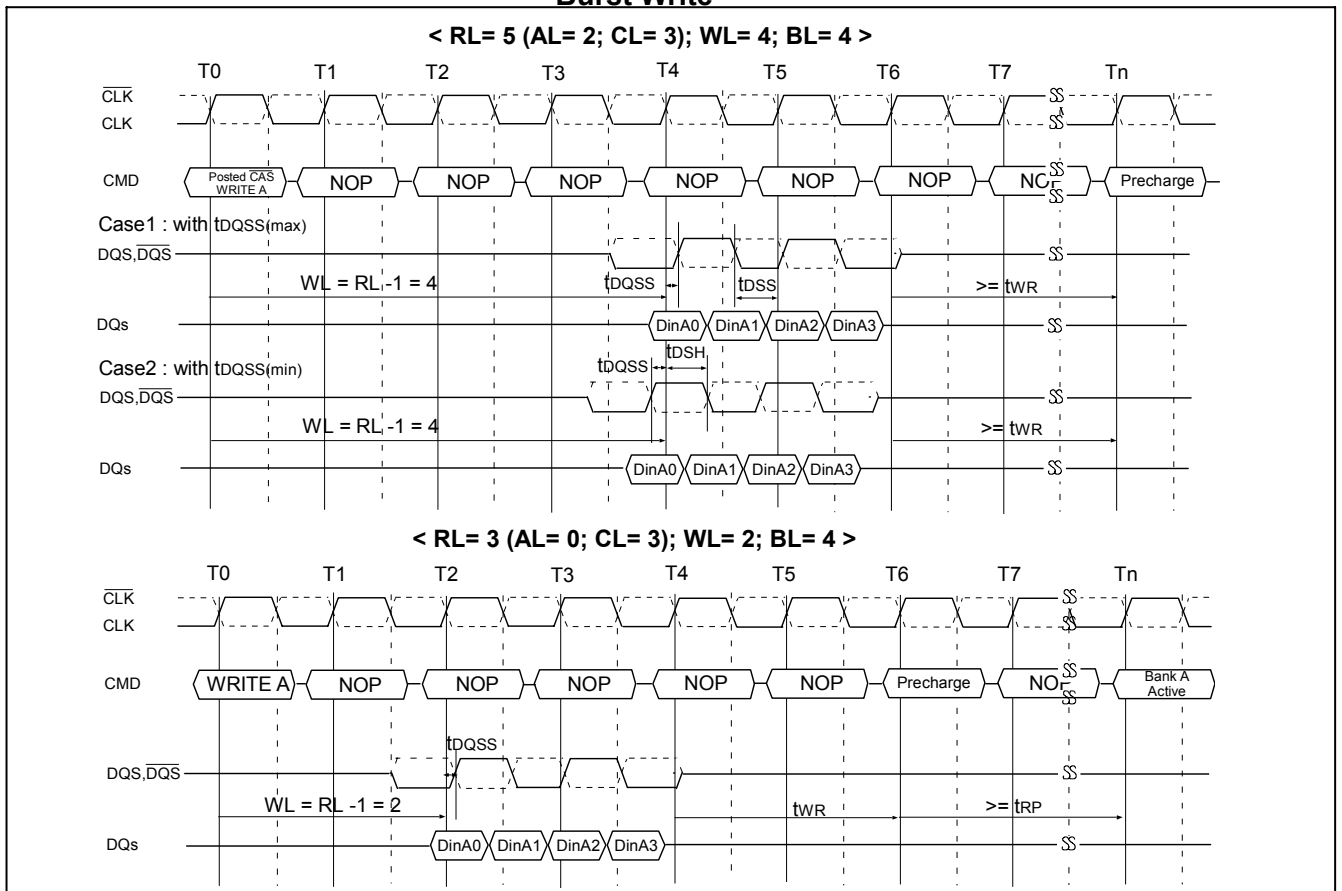 Burst Write
< RL= 5 (AL= 2; CL= 3); WL= 4; BL= 4 >
T0 T1 T2 T3 T4 T5 T6 T7 Tn
CLK
CLK
CMD Posted CAS WRITE A NOP NOP NOP NOP NOP NOP NOP Precharge
Case1 : with tDQSS(max)
DQS,DQS
WL = RL -1 = 4 tDQSS tDSS >= tWR
DQs DinA0 DinA1 DinA2 DinA3
Case2 : with tDQSS(min) tDQSS tDSH
DQS,DQS
WL = RL -1 = 4 >= tWR
DQs DinA0 DinA1 DinA2 DinA3
< RL= 3 (AL= 0; CL= 3); WL= 2; BL= 4 >
T0 T1 T2 T3 T4 T5 T6 T7 Tn
CLK
CLK
CMD WRITE A NOP NOP NOP NOP NOP Precharge NOP Bank A Active
tDQSS
DQS,DQS
WL = RL -1 = 2 tWR >= tRP
DQs DinA0 DinA1 DinA2 DinA3